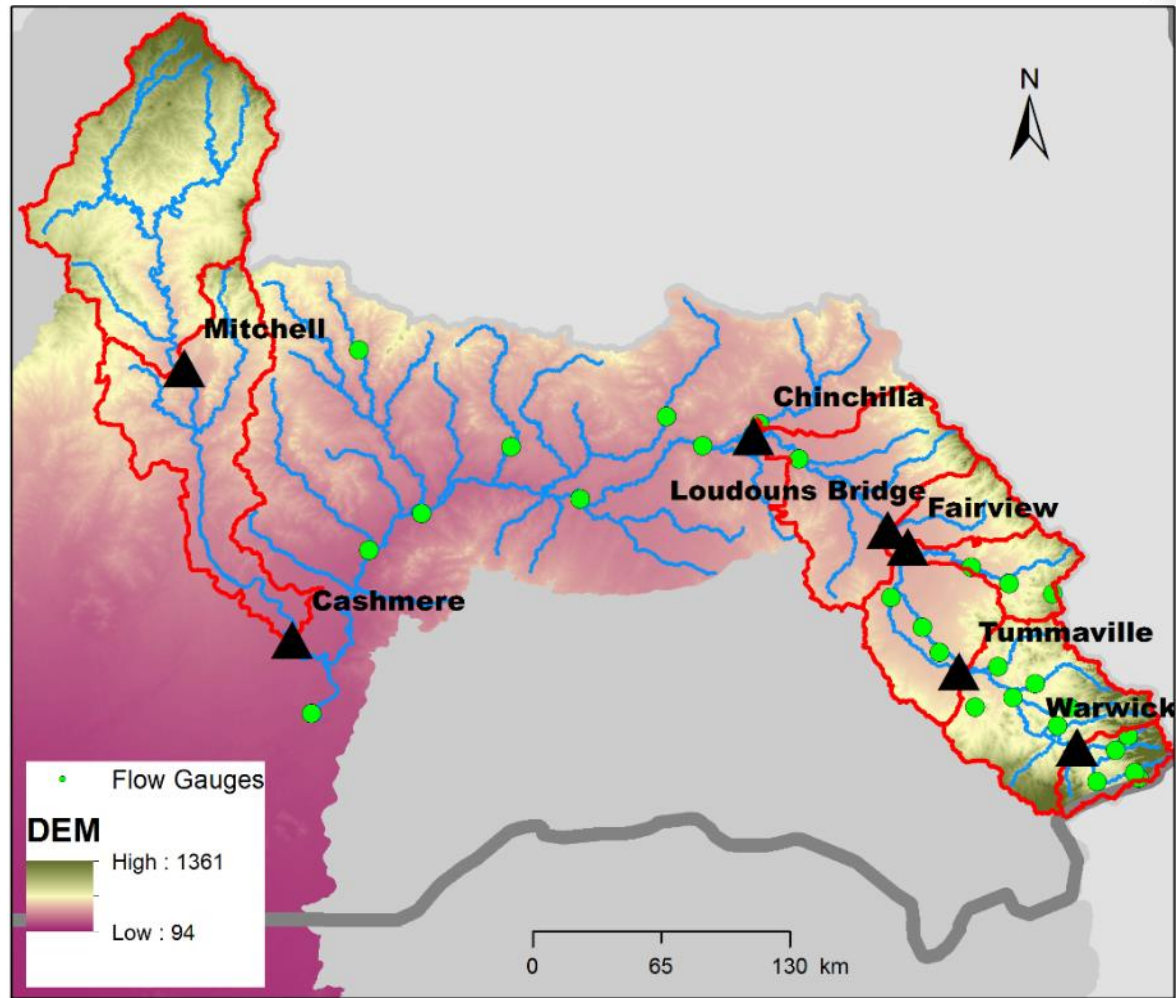 N
Mitchell
Chinchilla
Loudouns Bridge
Fairview
Cashmere
Tummaville
Warwick
Flow Gauges
DEM
High : 1361
Low : 94
0 65 130 km